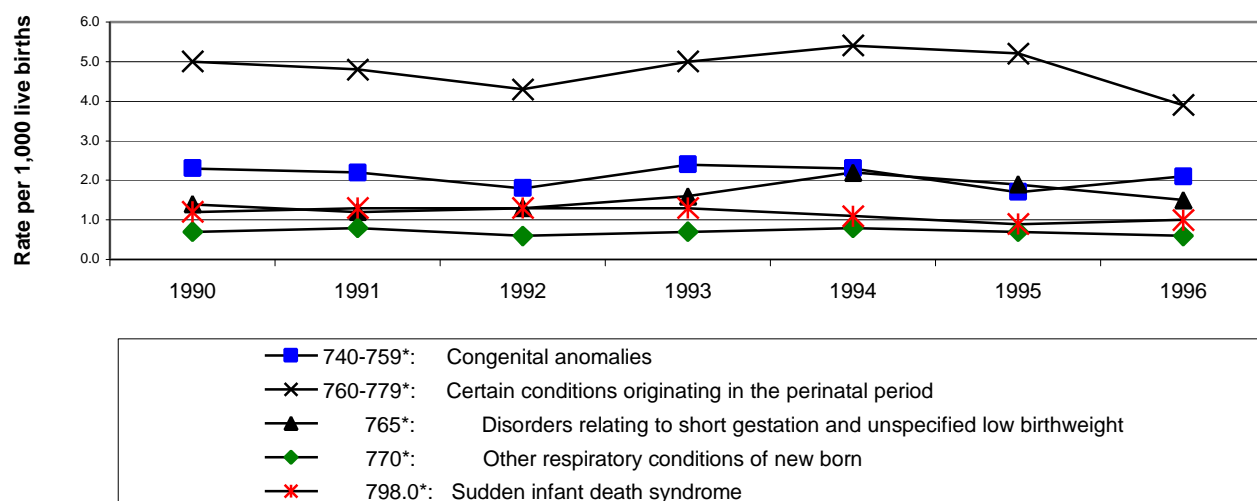 Rate per 1,000 live births
6.0
5.0
4.0
3.0
2.0
1.0
0.0
1990 1991 1992 1993 1994 1995 1996
740-759*: Congenital anomalies
760-779*: Certain conditions originating in the perinatal period
765*: Disorders relating to short gestation and unspecified low birthweight
770*: Other respiratory conditions of new born
798.0*: Sudden infant death syndrome